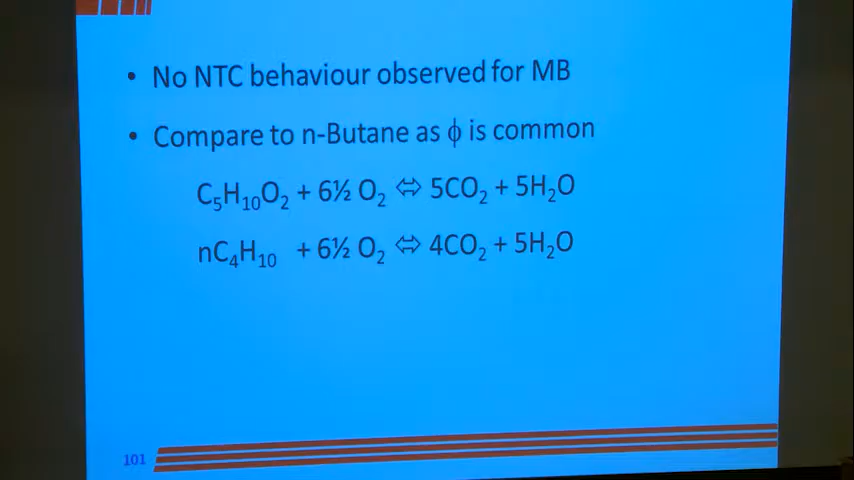 • No NTC behaviour observed for MB
• Compare to n-Butane as ϕ is common
C₅H₁₀O₂ + 6½ O₂ ⇔ 5CO₂ + 5H₂O
nC₄H₁₀ + 6½ O₂ ⇔ 4CO₂ + 5H₂O
101